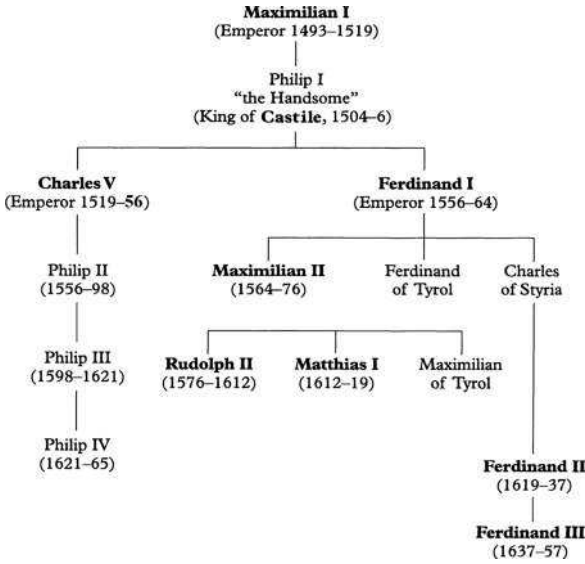 Maximilian I
(Emperor 1493–1519)
Philip I
“the Handsome”
(King of Castile, 1504–6)
Charles V
(Emperor 1519–56)
Ferdinand I
(Emperor 1556–64)
Philip II
(1556–98)
Maximilian II
(1564–76)
Ferdinand
of Tyrol
Charles
of Styria
Philip III
(1598–1621)
Rudolph II
(1576–1612)
Matthias I
(1612–19)
Maximilian
of Tyrol
Philip IV
(1621–65)
Ferdinand II
(1619–37)
Ferdinand III
(1637–57)